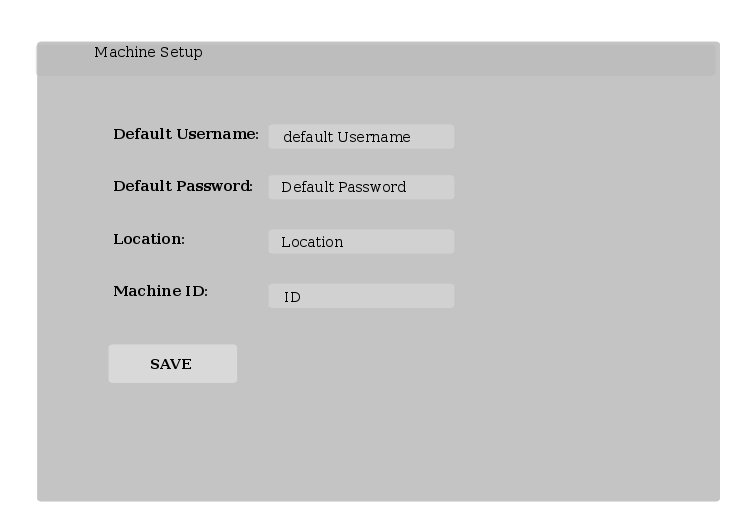 Machine Setup
Default Username: default Username
Default Password: Default Password
Location: Location
Machine ID: ID
SAVE